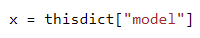 x = thisdict["model"]